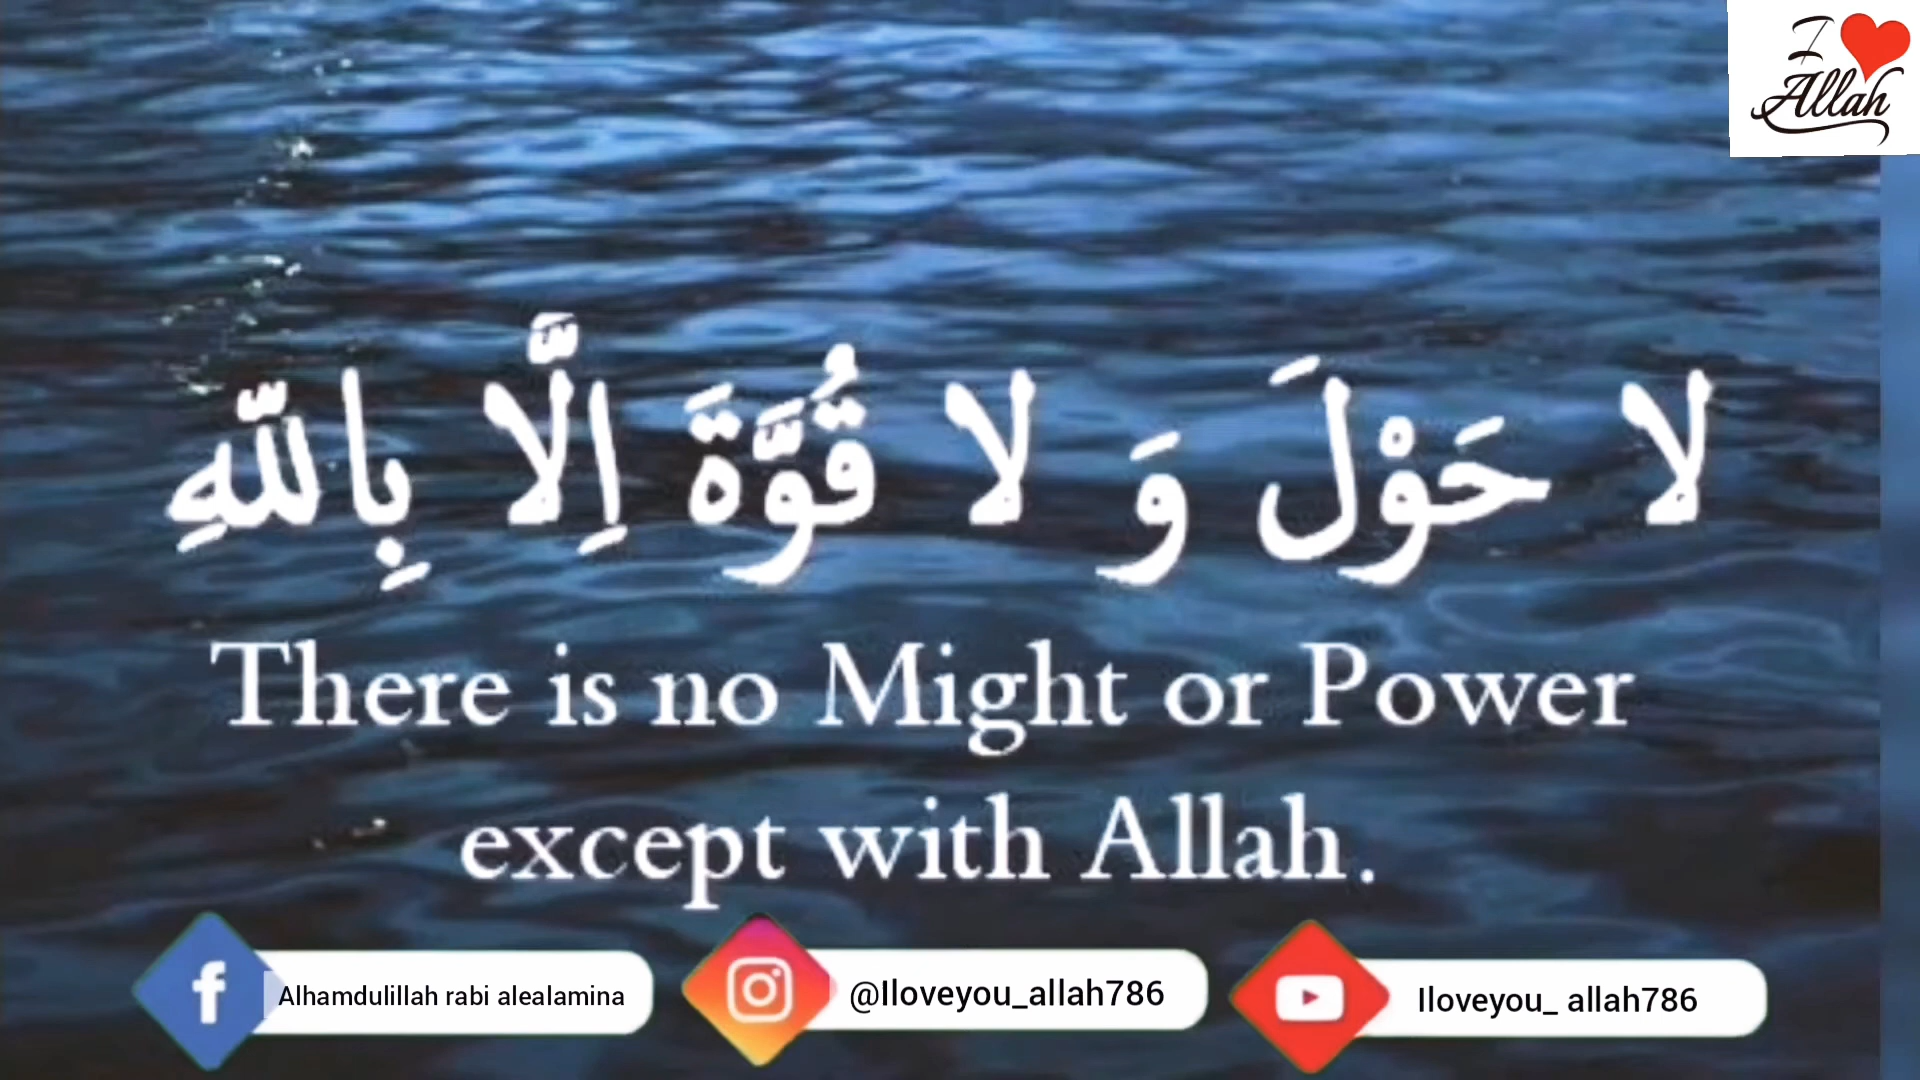 I
Allah
لا حَوْلَ وَ لا قُوَّةَ اِلَّا بِاللّٰهِ
There is no Might or Power
except with Allah.
Alhamdulillah rabi alealamina
@Iloveyou_allah786
Iloveyou_ allah786